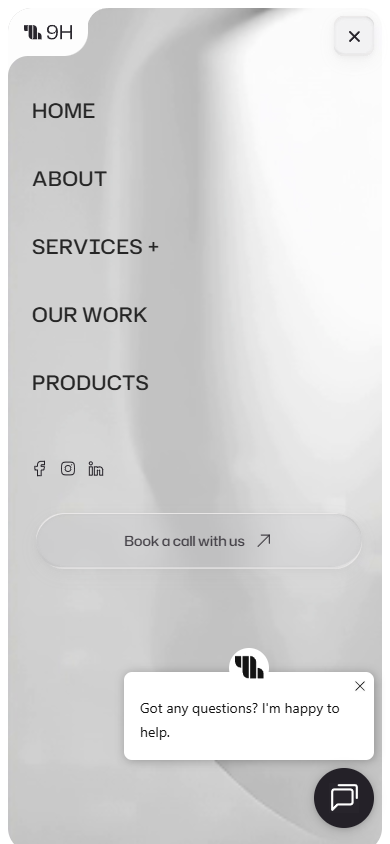 9H
HOME
ABOUT
SERVICES +
OUR WORK
PRODUCTS
Book a call with us
Got any questions? I'm happy to
help.